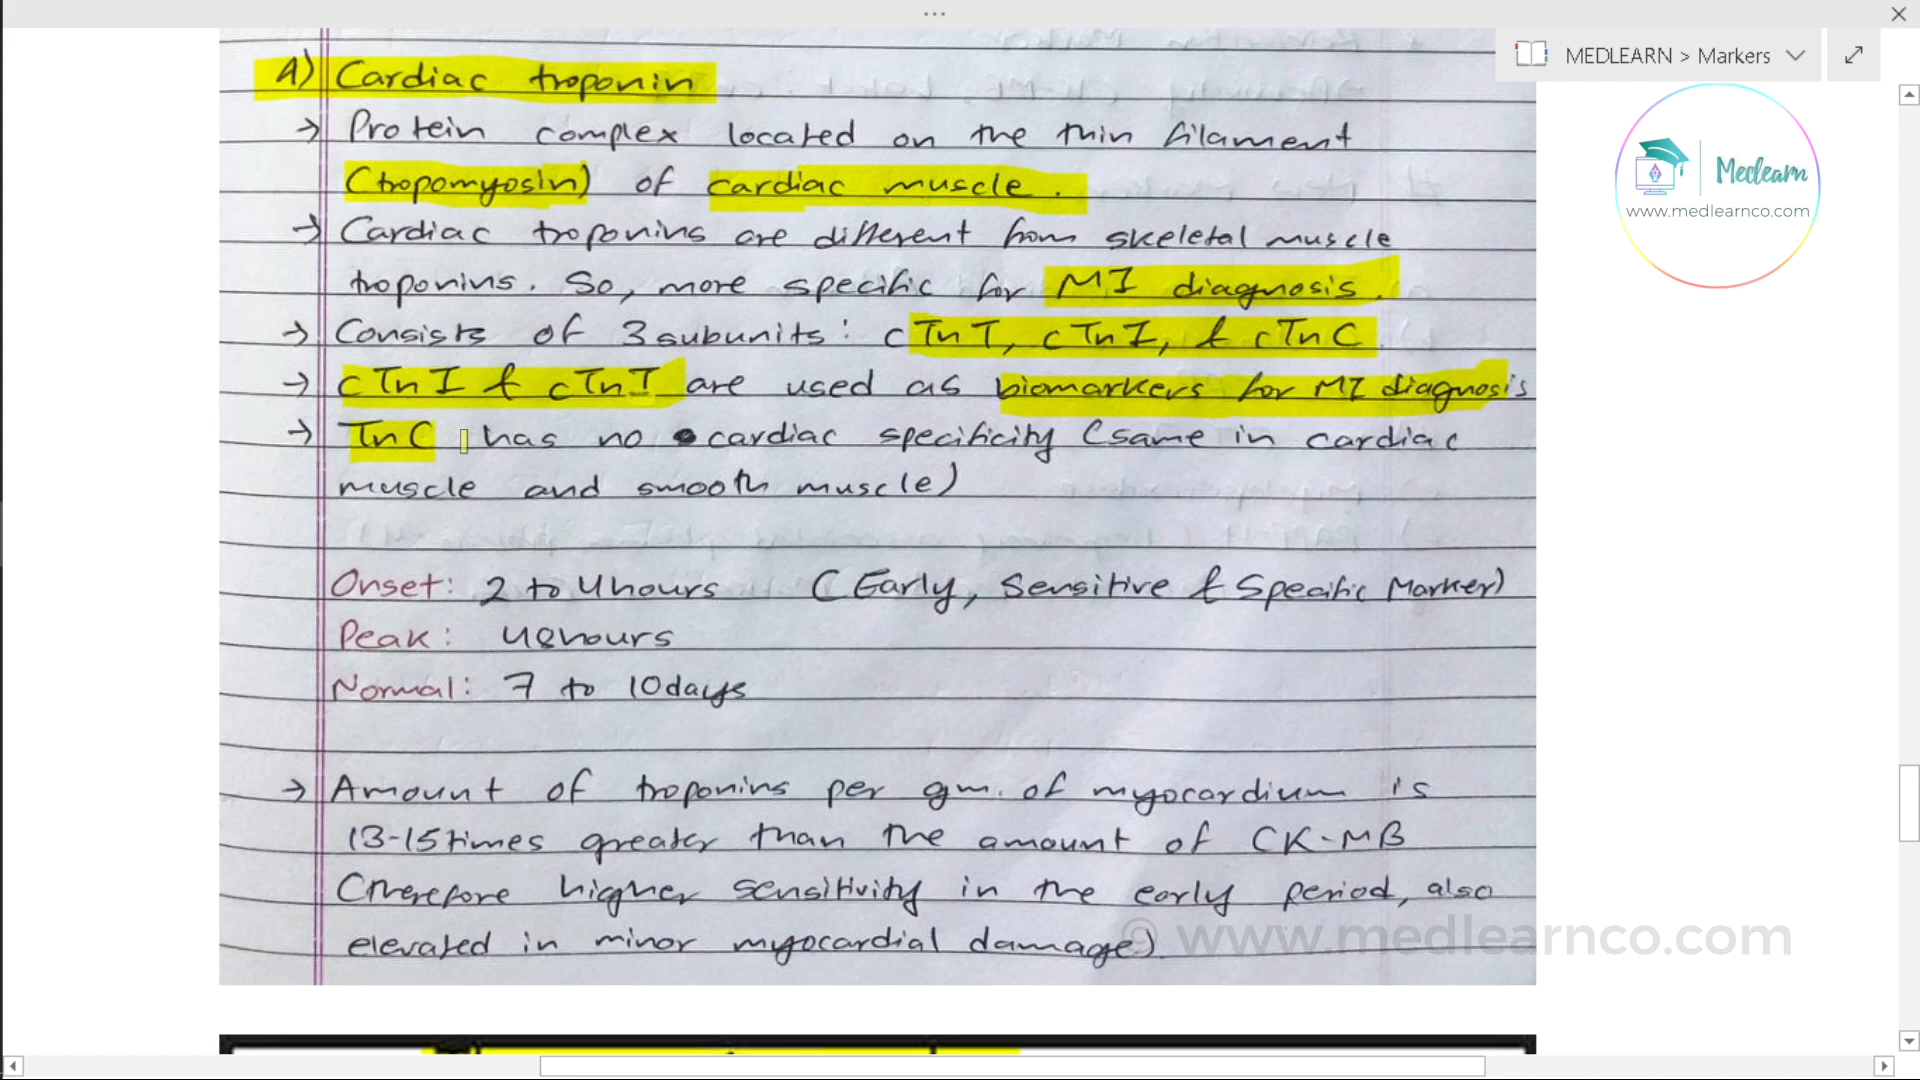 MEDLEARN > Markers
A) Cardiac troponin
→ Protein complex located on the thin filament
(tropomyosin) of cardiac muscle.
→ Cardiac troponins are different from skeletal muscle
troponins. So, more specific for MI diagnosis.
→ Consists of 3 subunits: cTnT, cTnI, & cTnC
→ cTnI & cTnT are used as biomarkers for MI diagnosis
→ TnC has no cardiac specificity (same in cardiac
muscle and smooth muscle)
Onset: 2 to 4 hours (Early, Sensitive & Specific Marker)
Peak: 48 hours
Normal: 7 to 10 days
→ Amount of troponins per gm. of myocardium is
13-15 times greater than the amount of CK-MB
(Therefore higher sensitivity in the early period, also
elevated in minor myocardial damage).
Medlearn
www.medlearnco.com
© www.medlearnco.com